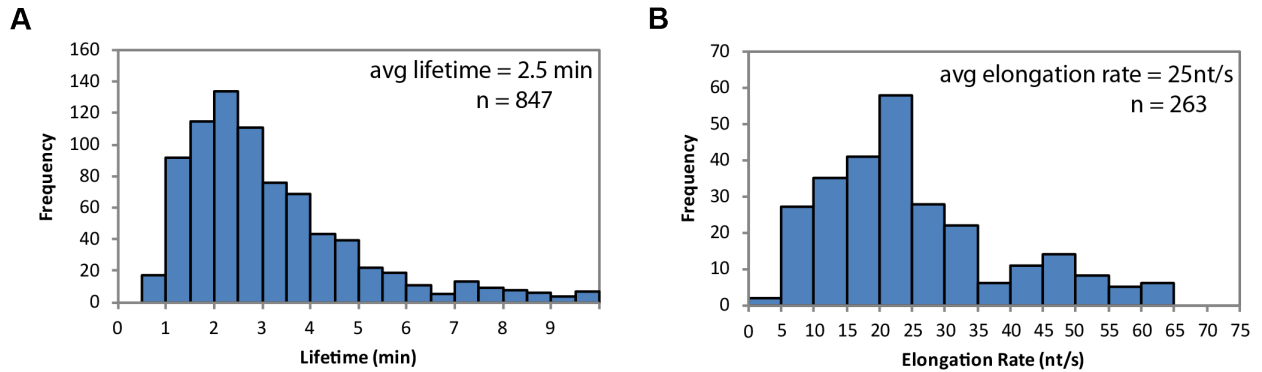 A
avg lifetime = 2.5 min
n = 847
Frequency
160
140
120
100
80
60
40
20
0
0 1 2 3 4 5 6 7 8 9
Lifetime (min)
B
avg elongation rate = 25nt/s
n = 263
Frequency
70
60
50
40
30
20
10
0
0 5 10 15 20 25 30 35 40 45 50 55 60 65 70 75
Elongation Rate (nt/s)